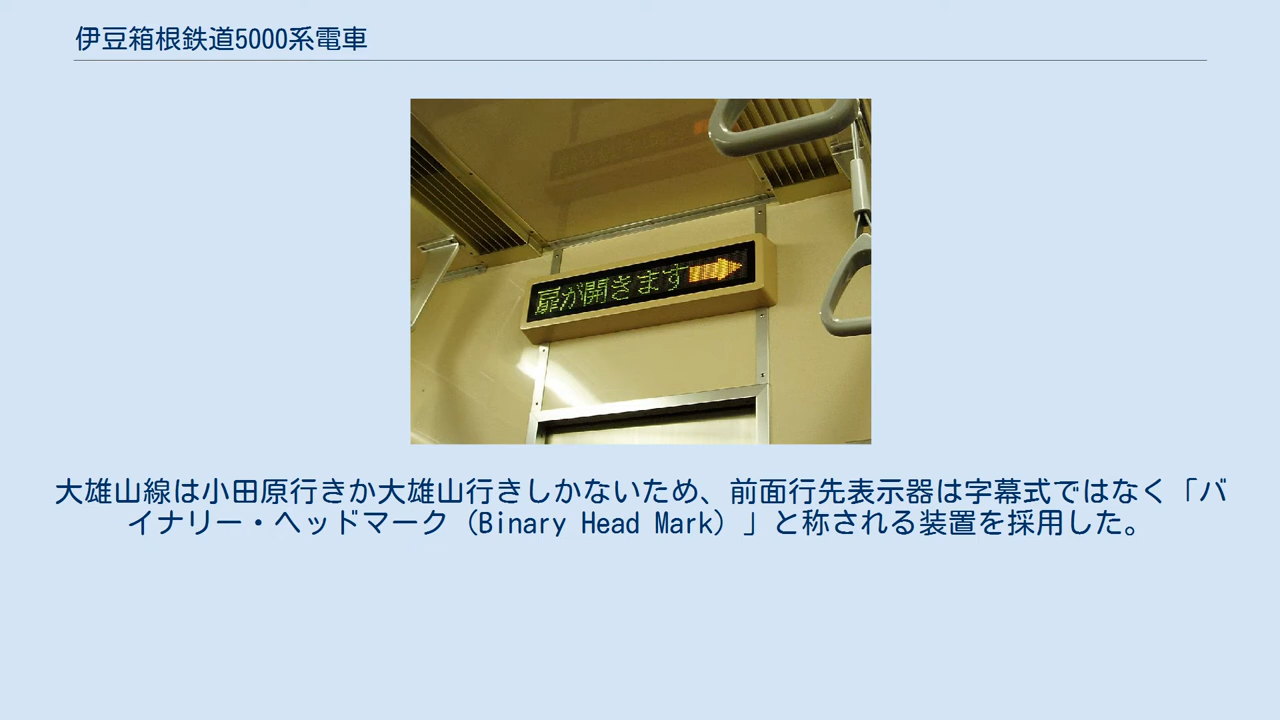 伊豆箱根鉄道5000系電車
扉が開きます
大雄山線は小田原行きか大雄山行きしかないため、前面行先表示器は字幕式ではなく「バ
イナリー・ヘッドマーク（Binary Head Mark）」と称される装置を採用した。